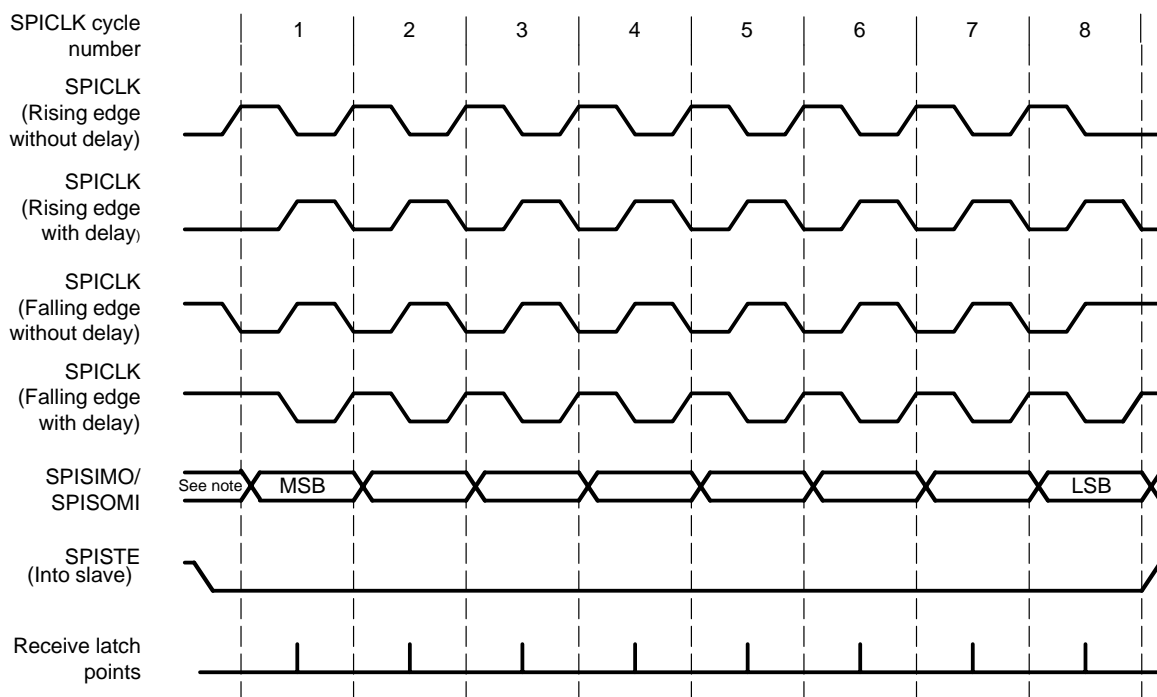 SPICLK cycle
number
1 2 3 4 5 6 7 8
SPICLK
(Rising edge
without delay)
SPICLK
(Rising edge
with delay)
SPICLK
(Falling edge
without delay)
SPICLK
(Falling edge
with delay)
SPISIMO/
SPISOMI
See note MSB LSB
SPISTE
(Into slave)
Receive latch
points